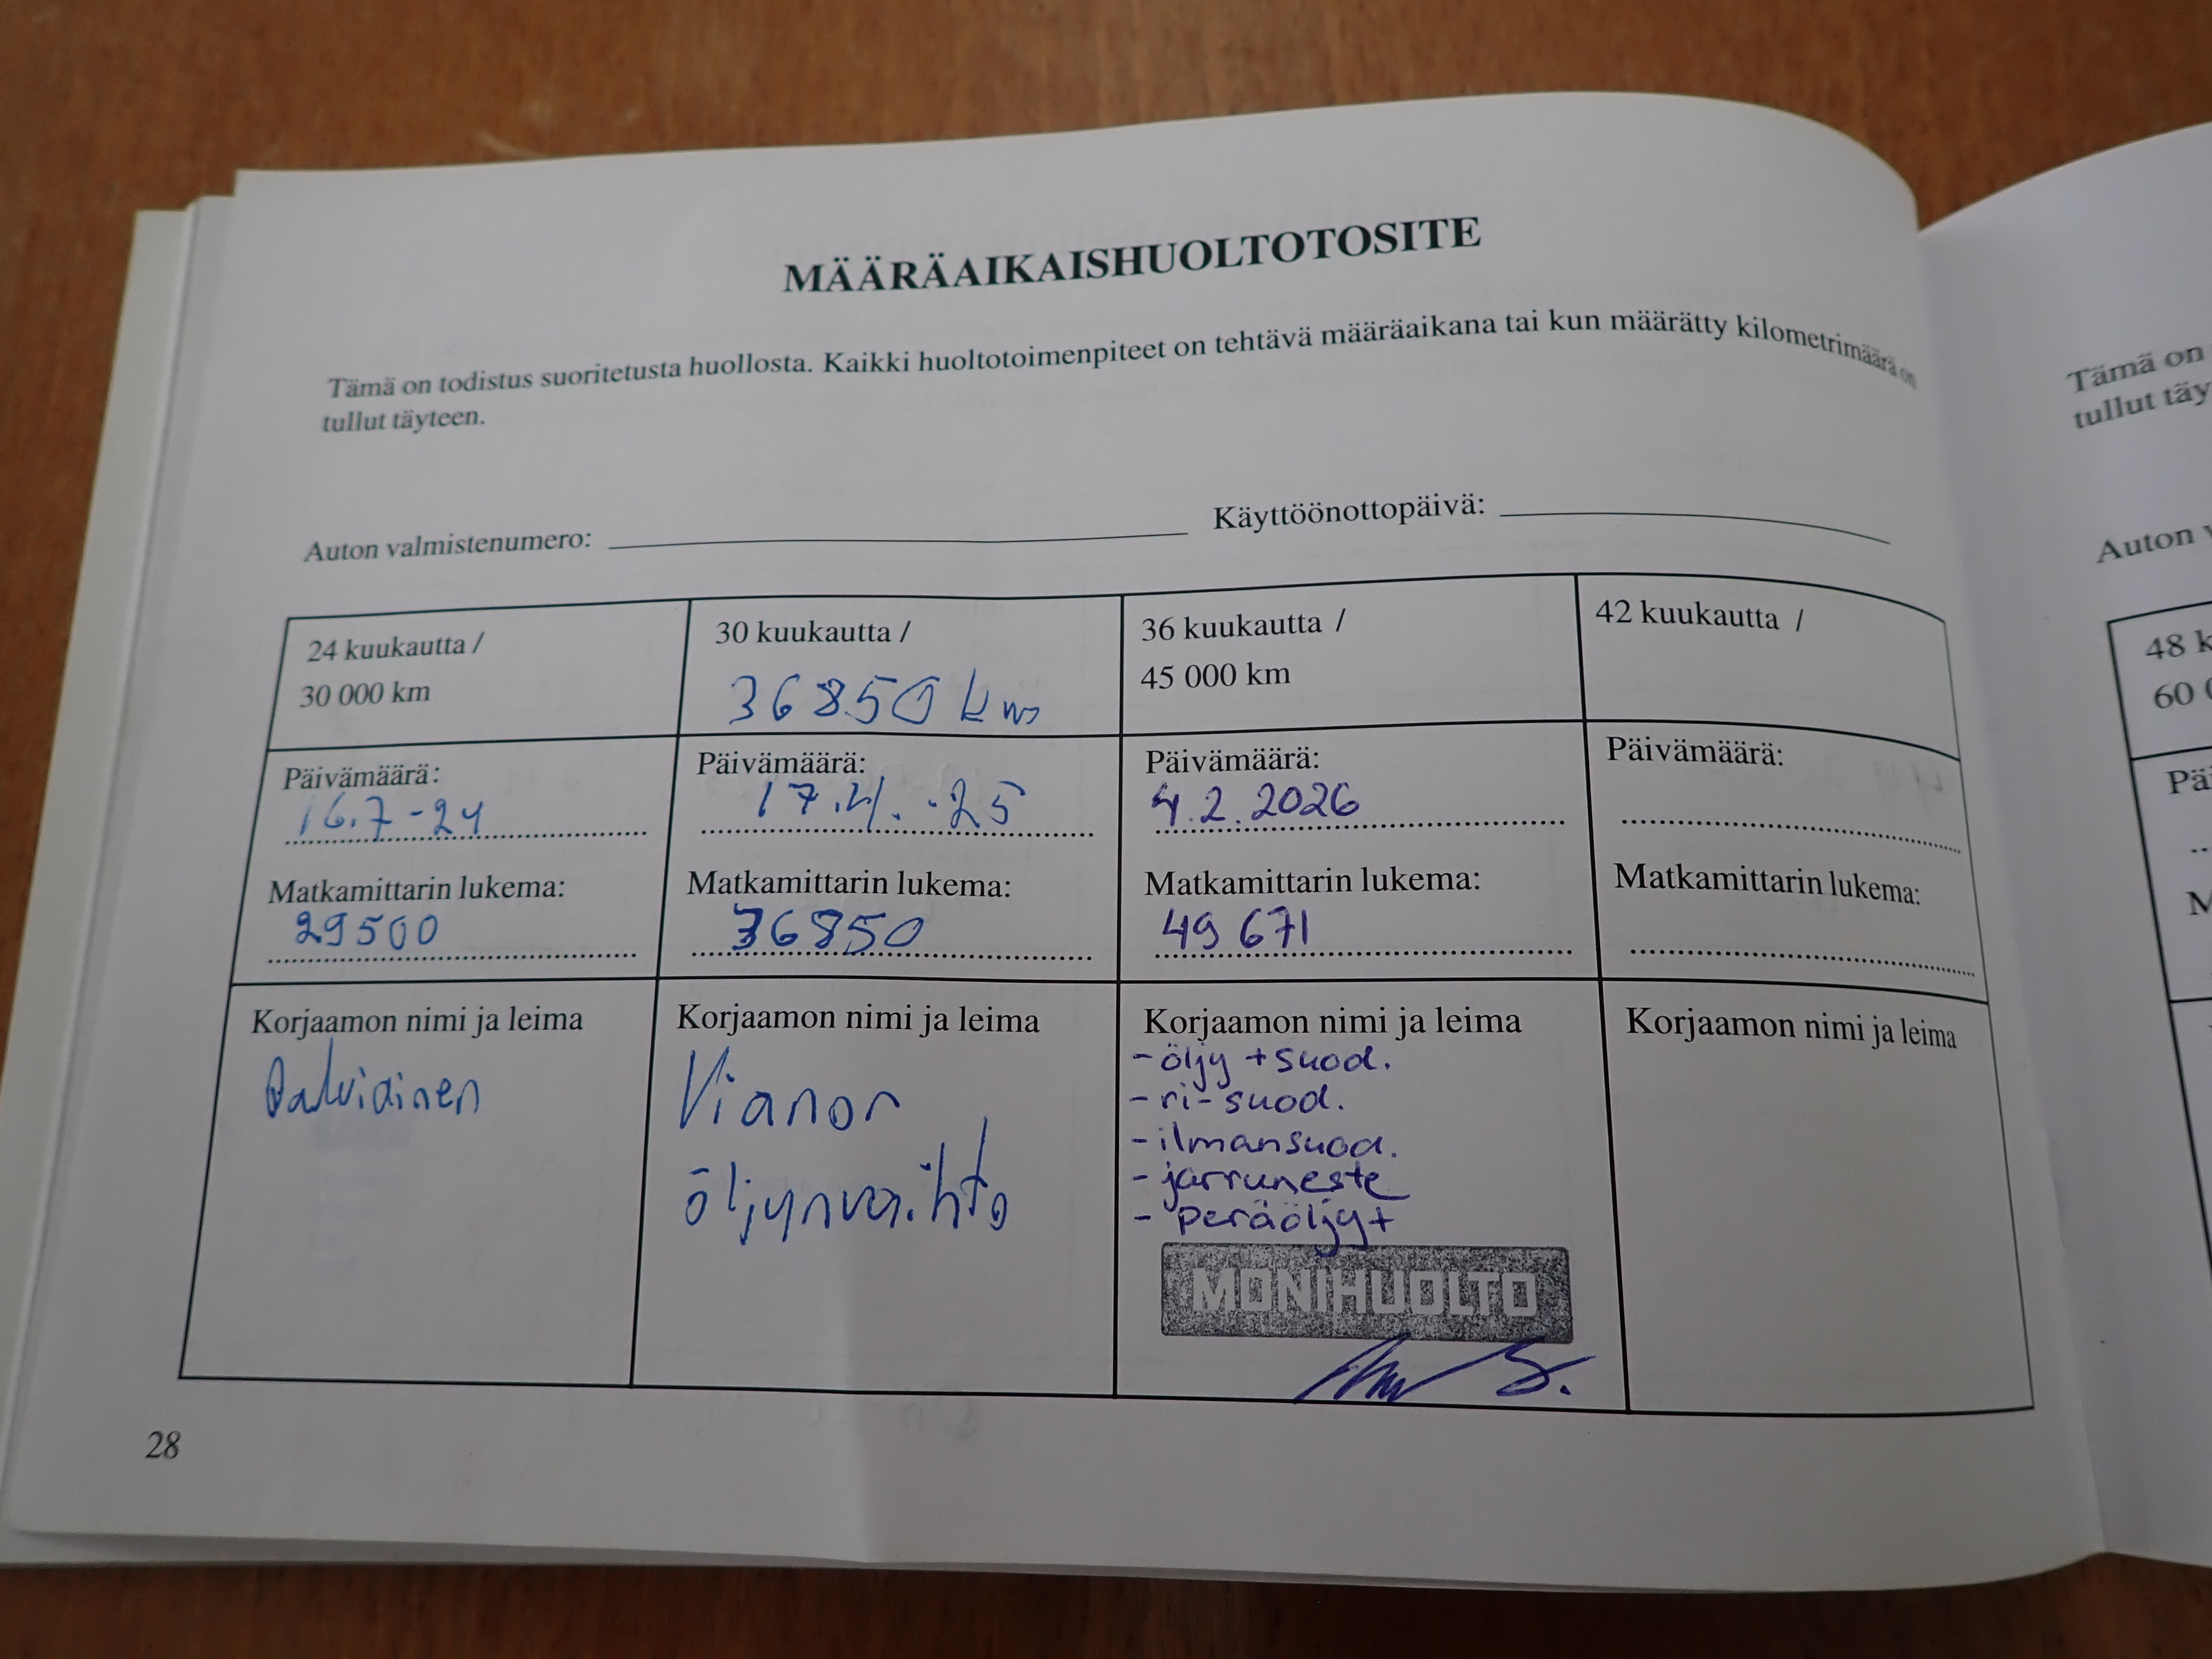 MÄÄRÄAIKAISHUOLTOTOSITE
Tämä on todistus suoritetusta huollosta. Kaikki huoltotoimenpiteet on tehtävä määräaikana tai kun määrätty kilometrimäärä on
tullut täyteen.
Auton valmistenumero:
Käyttöönottopäivä:
24 kuukautta /
30 000 km
Päivämäärä:
16.7-24
Matkamittarin lukema:
29500
Korjaamon nimi ja leima
30 kuukautta /
36850 km
Päivämäärä:
17.4.-25
Matkamittarin lukema:
36850
Korjaamon nimi ja leima
Vianor
öljynvaihto
36 kuukautta /
45 000 km
Päivämäärä:
4.2.2026
Matkamittarin lukema:
49 671
Korjaamon nimi ja leima
- öljy + suod.
- ri-suod.
- ilmansuod.
- jarruneste
- peräöljyt
MONIHUOLTO
42 kuukautta /
Päivämäärä:
Matkamittarin lukema:
Korjaamon nimi ja leima
28
Tämä on
tullut täy
Auton v
48 k
60 0
Päi
M